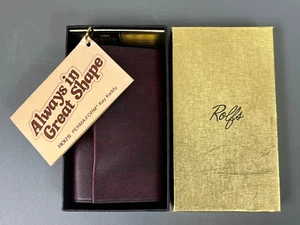 Always in
Great Shape
ROLFS PERMAFORM® Key Kaddy
Rolfs